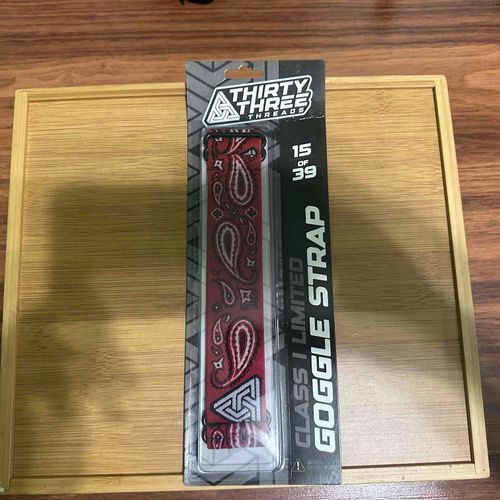 THIRTY
THREE
THREADS
15
OF
39
CLASS I LIMITED
GOGGLE STRAP